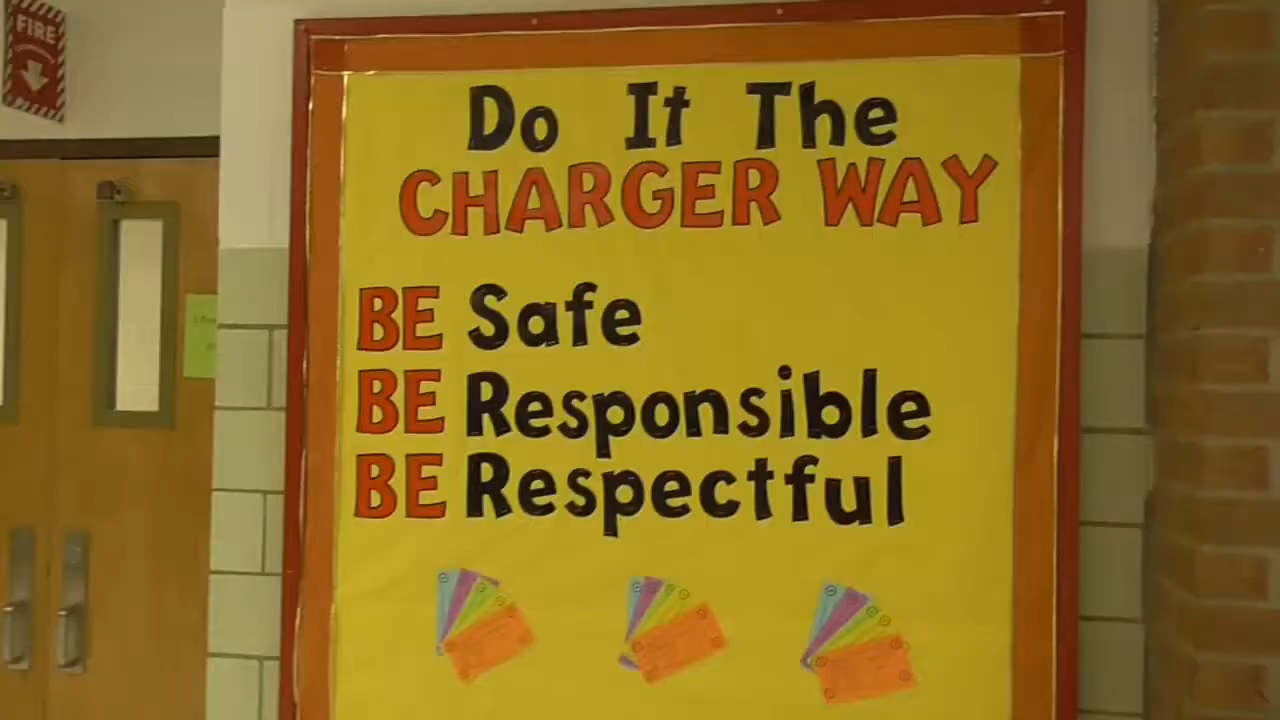 FIRE
Do It The
CHARGER WAY
BE Safe
BE Responsible
BE Respectful